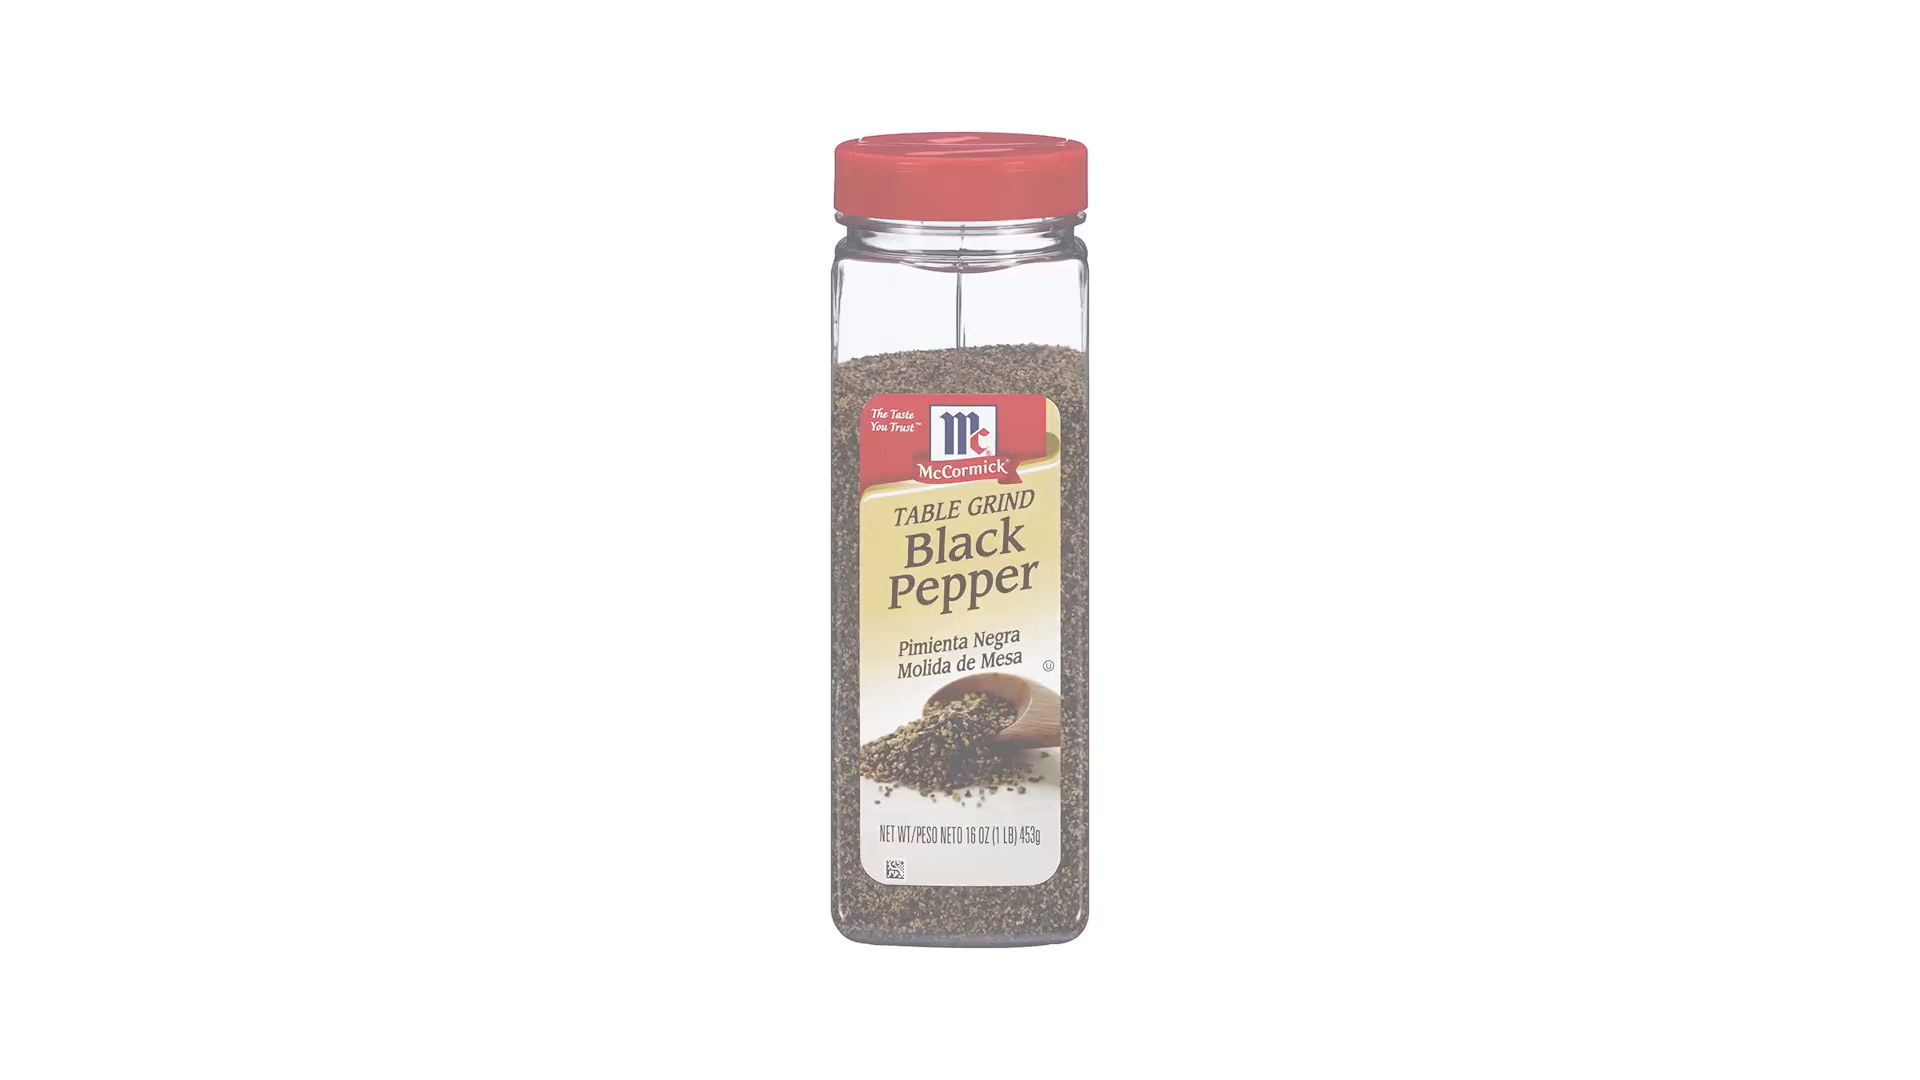 The Taste
You Trust™
Mc
McCormick®
TABLE GRIND
Black
Pepper
Pimienta Negra
Molida de Mesa
U
NET WT/PESO NETO 16 OZ (1 LB) 453g